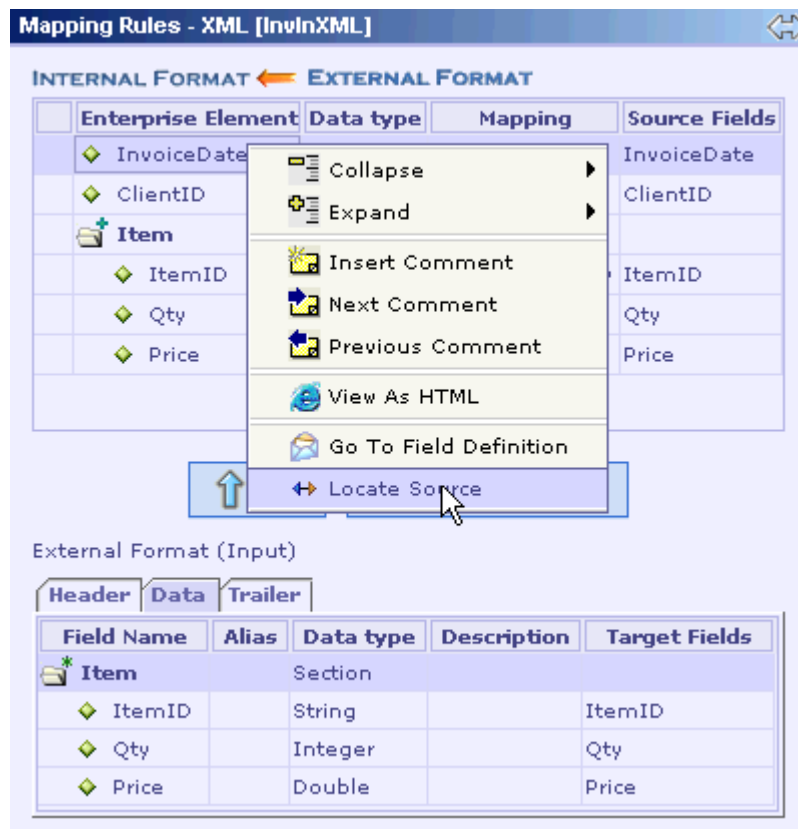 Mapping Rules - XML [InvInXML]
INTERNAL FORMAT EXTERNAL FORMAT
Enterprise Element Data type Mapping Source Fields
InvoiceDate InvoiceDate
ClientID ClientID
Item
ItemID ItemID
Qty Qty
Price Price
Collapse
Expand
Insert Comment
Next Comment
Previous Comment
View As HTML
Go To Field Definition
Locate Source
External Format (Input)
Header Data Trailer
Field Name Alias Data type Description Target Fields
Item Section
ItemID String ItemID
Qty Integer Qty
Price Double Price